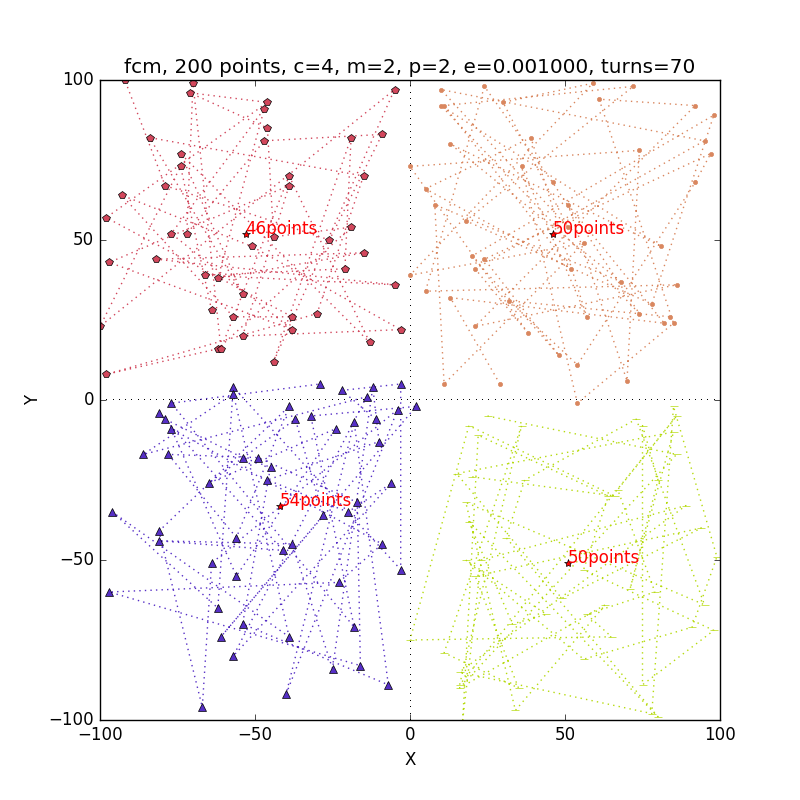 fcm, 200 points, c=4, m=2, p=2, e=0.001000, turns=70
100
50
0
−50
−100
Y
46points
50points
54points
50points
−100
−50
0
50
100
X